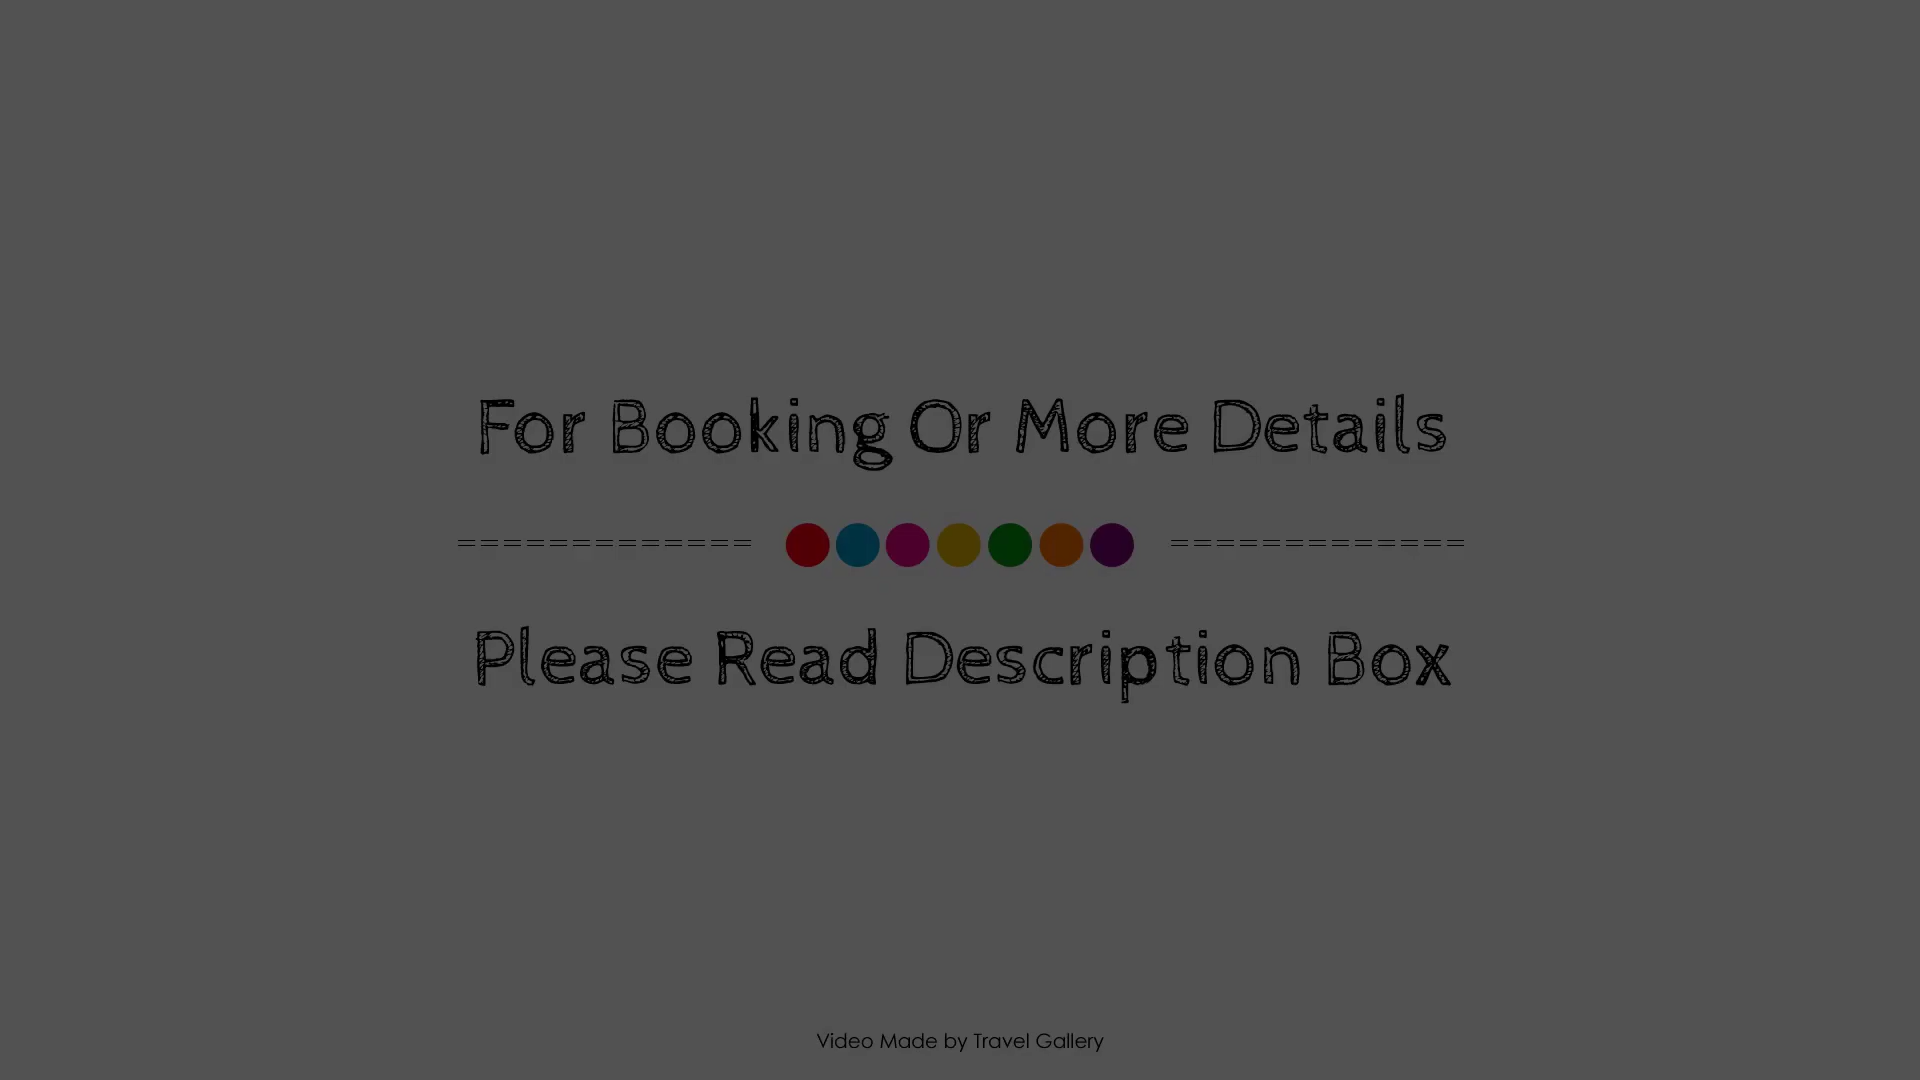 For Booking Or More Details
============= =============
Please Read Description Box
Video Made by Travel Gallery